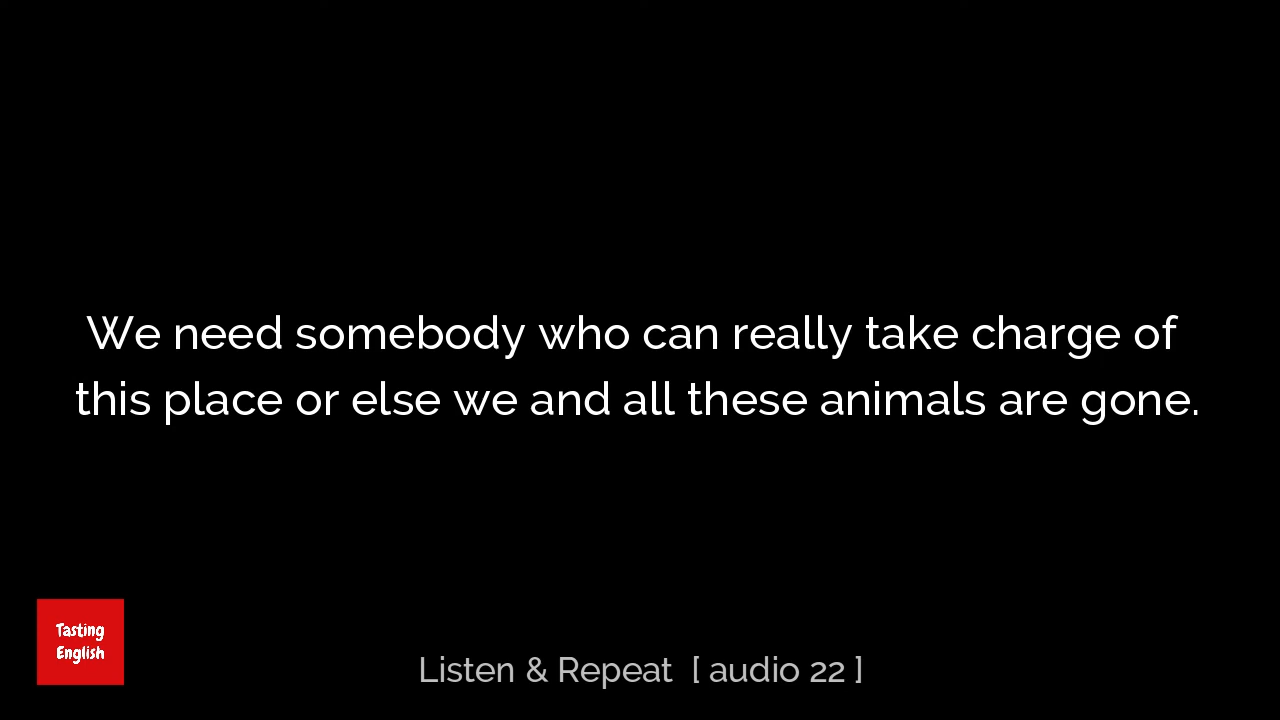 We need somebody who can really take charge of
this place or else we and all these animals are gone.
Tasting
English
Listen & Repeat [ audio 22 ]